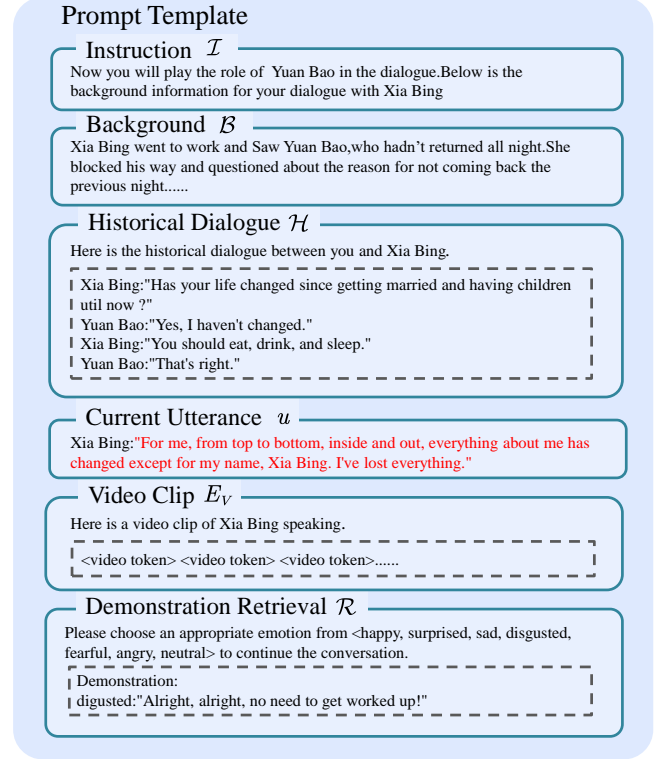 Prompt Template
Instruction ℐ
Now you will play the role of  Yuan Bao in the dialogue.Below is the
background information for your dialogue with Xia Bing
Background ℬ
Xia Bing went to work and Saw Yuan Bao,who hadn't returned all night.She
blocked his way and questioned about the reason for not coming back the
previous night......
Historical Dialogue ℋ
Here is the historical dialogue between you and Xia Bing.
Xia Bing:"Has your life changed since getting married and having children
util now ?"
Yuan Bao:"Yes, I haven't changed."
Xia Bing:"You should eat, drink, and sleep."
Yuan Bao:"That's right."
Current Utterance u
Xia Bing:"For me, from top to bottom, inside and out, everything about me has
changed except for my name, Xia Bing. I've lost everything."
Video Clip E_V
Here is a video clip of Xia Bing speaking.
<video token> <video token> <video token>......
Demonstration Retrieval ℛ
Please choose an appropriate emotion from <happy, surprised, sad, disgusted,
fearful, angry, neutral> to continue the conversation.
Demonstration:
digusted:"Alright, alright, no need to get worked up!"